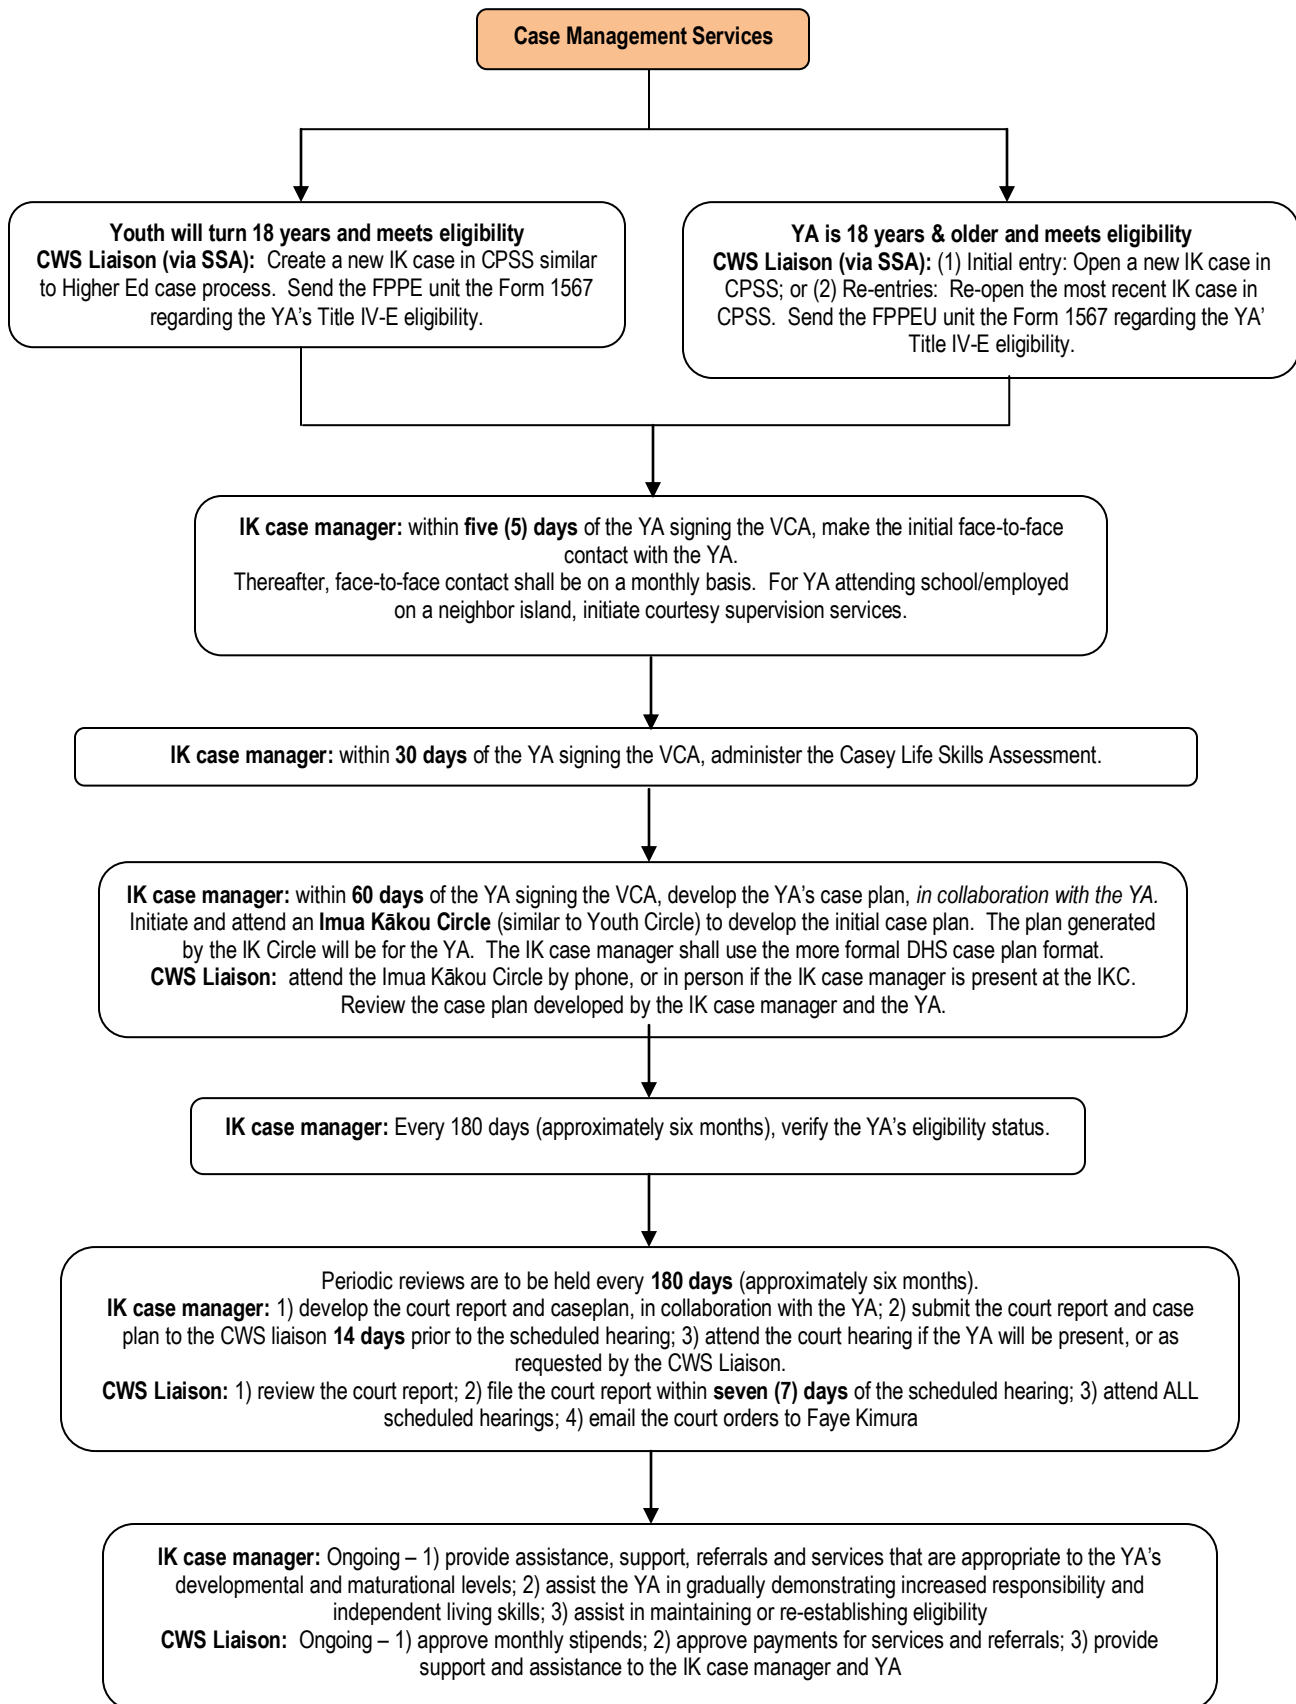 Case Management Services
Youth will turn 18 years and meets eligibility
CWS Liaison (via SSA): Create a new IK case in CPSS similar
to Higher Ed case process. Send the FPPE unit the Form 1567
regarding the YA's Title IV-E eligibility.
YA is 18 years & older and meets eligibility
CWS Liaison (via SSA): (1) Initial entry: Open a new IK case in
CPSS; or (2) Re-entries: Re-open the most recent IK case in
CPSS. Send the FPPEU unit the Form 1567 regarding the YA'
Title IV-E eligibility.
IK case manager: within five (5) days of the YA signing the VCA, make the initial face-to-face
contact with the YA.
Thereafter, face-to-face contact shall be on a monthly basis. For YA attending school/employed
on a neighbor island, initiate courtesy supervision services.
IK case manager: within 30 days of the YA signing the VCA, administer the Casey Life Skills Assessment.
IK case manager: within 60 days of the YA signing the VCA, develop the YA's case plan, in collaboration with the YA.
Initiate and attend an Imua Kākou Circle (similar to Youth Circle) to develop the initial case plan. The plan generated
by the IK Circle will be for the YA. The IK case manager shall use the more formal DHS case plan format.
CWS Liaison: attend the Imua Kākou Circle by phone, or in person if the IK case manager is present at the IKC.
Review the case plan developed by the IK case manager and the YA.
IK case manager: Every 180 days (approximately six months), verify the YA's eligibility status.
Periodic reviews are to be held every 180 days (approximately six months).
IK case manager: 1) develop the court report and caseplan, in collaboration with the YA; 2) submit the court report and case
plan to the CWS liaison 14 days prior to the scheduled hearing; 3) attend the court hearing if the YA will be present, or as
requested by the CWS Liaison.
CWS Liaison: 1) review the court report; 2) file the court report within seven (7) days of the scheduled hearing; 3) attend ALL
scheduled hearings; 4) email the court orders to Faye Kimura
IK case manager: Ongoing – 1) provide assistance, support, referrals and services that are appropriate to the YA's
developmental and maturational levels; 2) assist the YA in gradually demonstrating increased responsibility and
independent living skills; 3) assist in maintaining or re-establishing eligibility
CWS Liaison: Ongoing – 1) approve monthly stipends; 2) approve payments for services and referrals; 3) provide
support and assistance to the IK case manager and YA